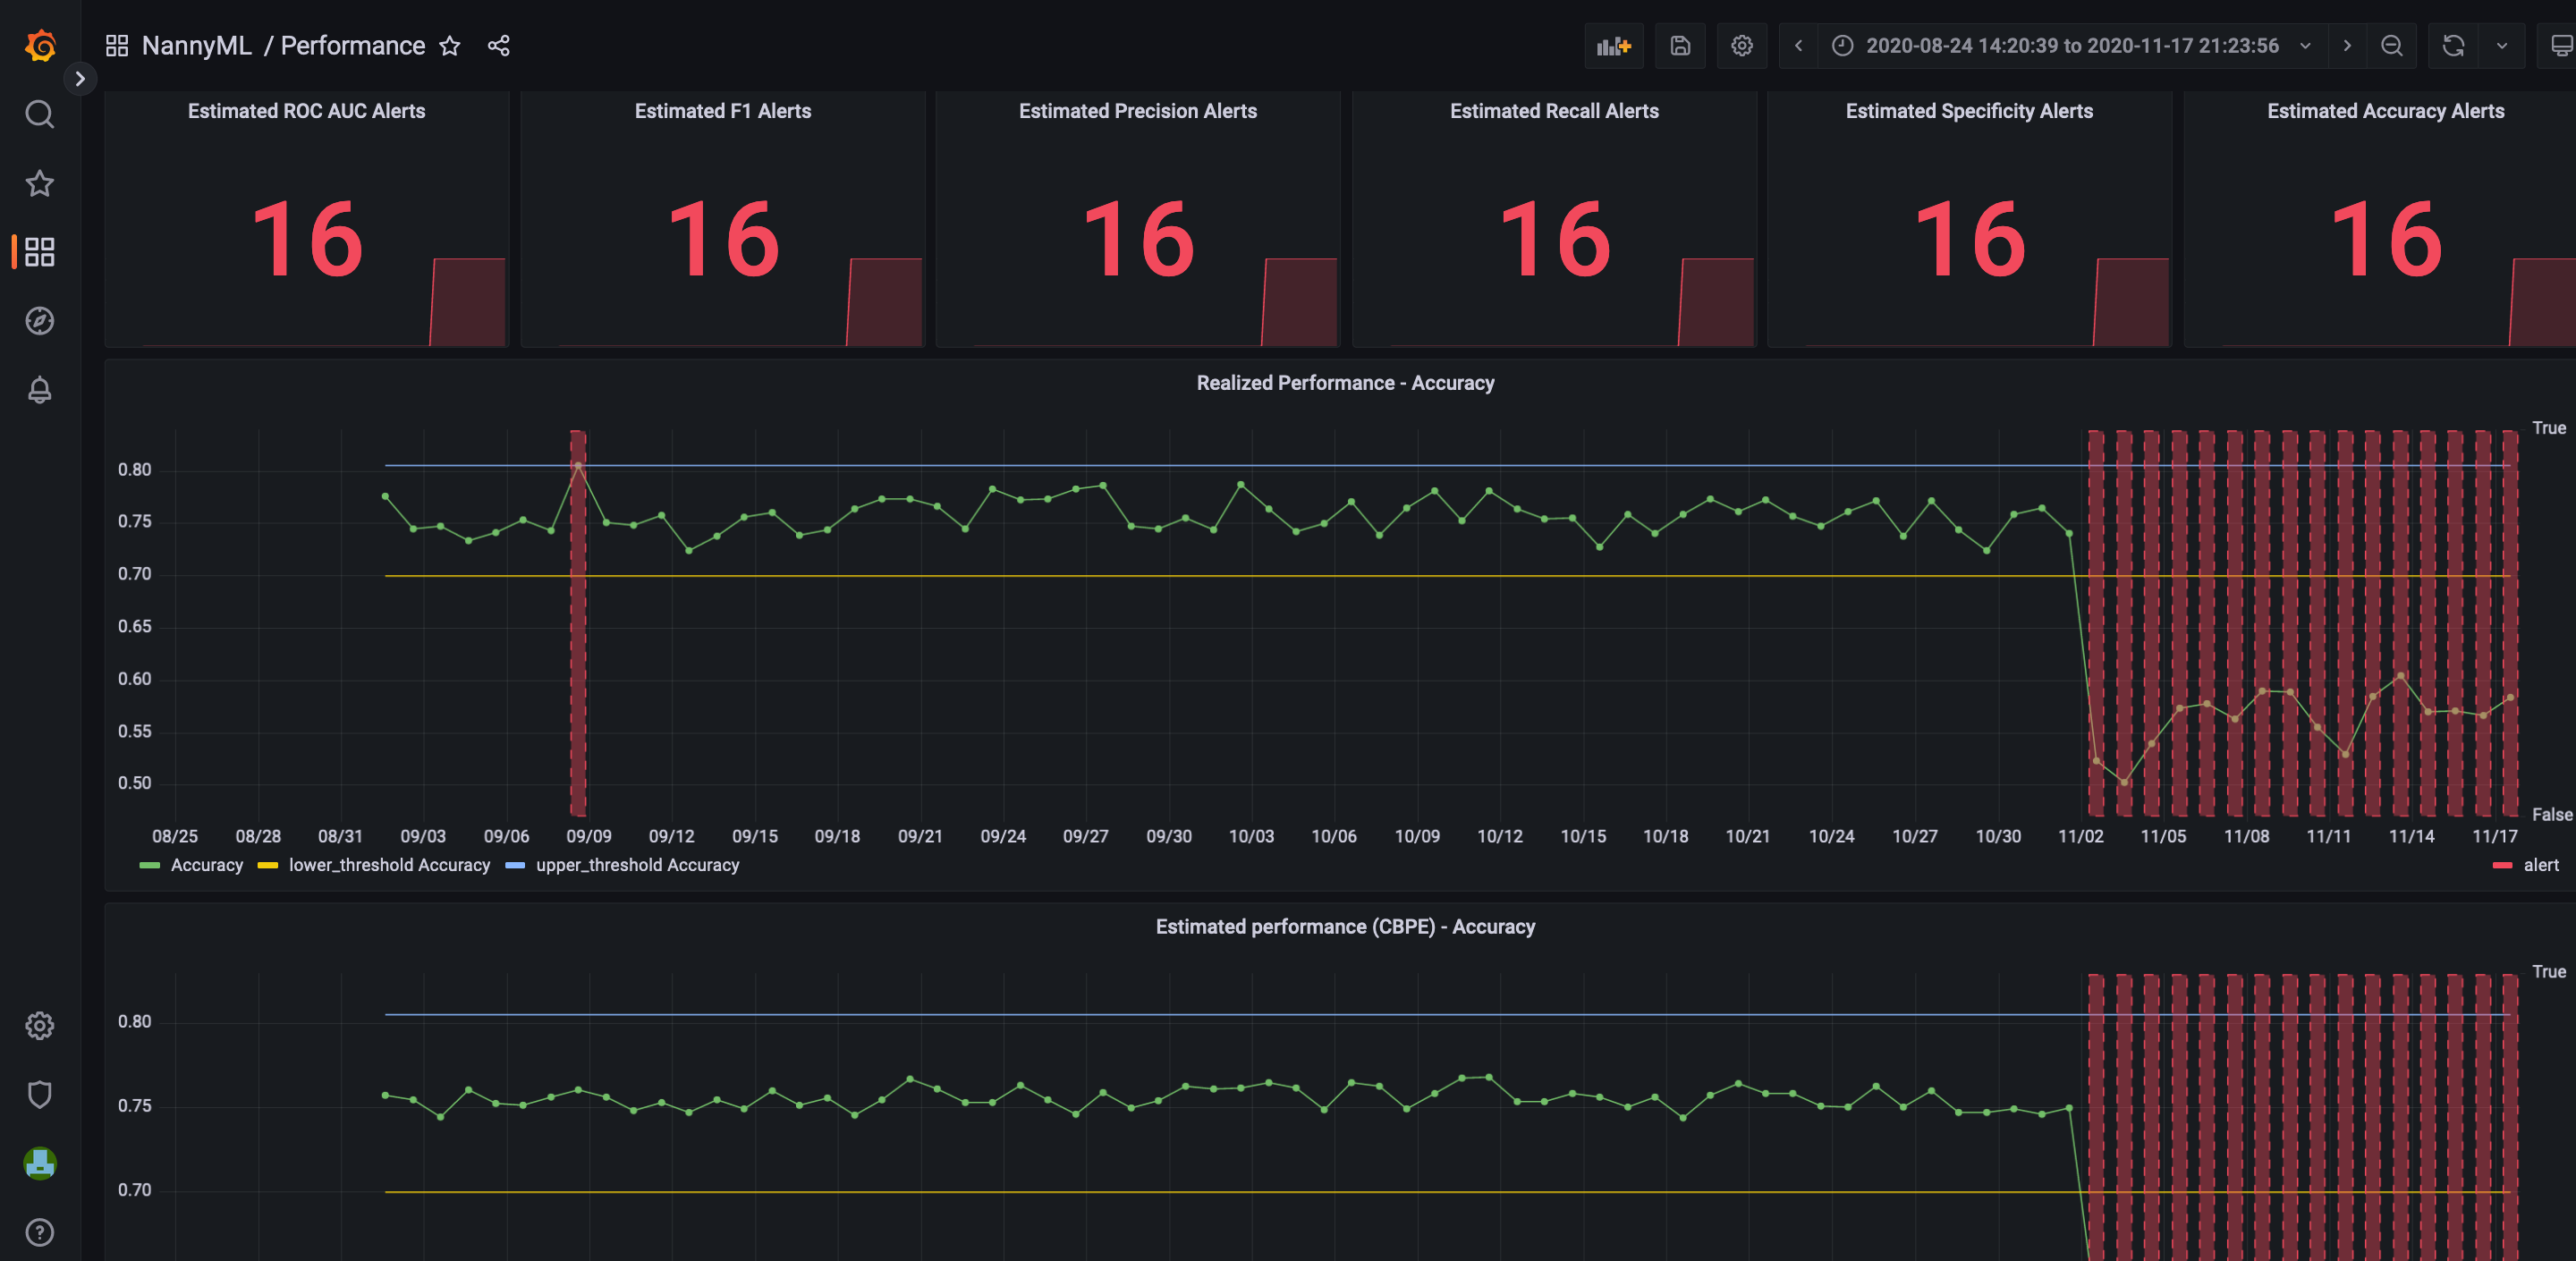 NannyML / Performance
2020-08-24 14:20:39 to 2020-11-17 21:23:56
Estimated ROC AUC Alerts
Estimated F1 Alerts
Estimated Precision Alerts
Estimated Recall Alerts
Estimated Specificity Alerts
Estimated Accuracy Alerts
16
16
16
16
16
16
Realized Performance - Accuracy
True
0.80
0.75
0.70
0.65
0.60
0.55
0.50
False
08/25 08/28 08/31 09/03 09/06 09/09 09/12 09/15 09/18 09/21 09/24 09/27 09/30 10/03 10/06 10/09 10/12 10/15 10/18 10/21 10/24 10/27 10/30 11/02 11/05 11/08 11/11 11/14 11/17
Accuracy lower_threshold Accuracy upper_threshold Accuracy alert
Estimated performance (CBPE) - Accuracy
True
0.80
0.75
0.70